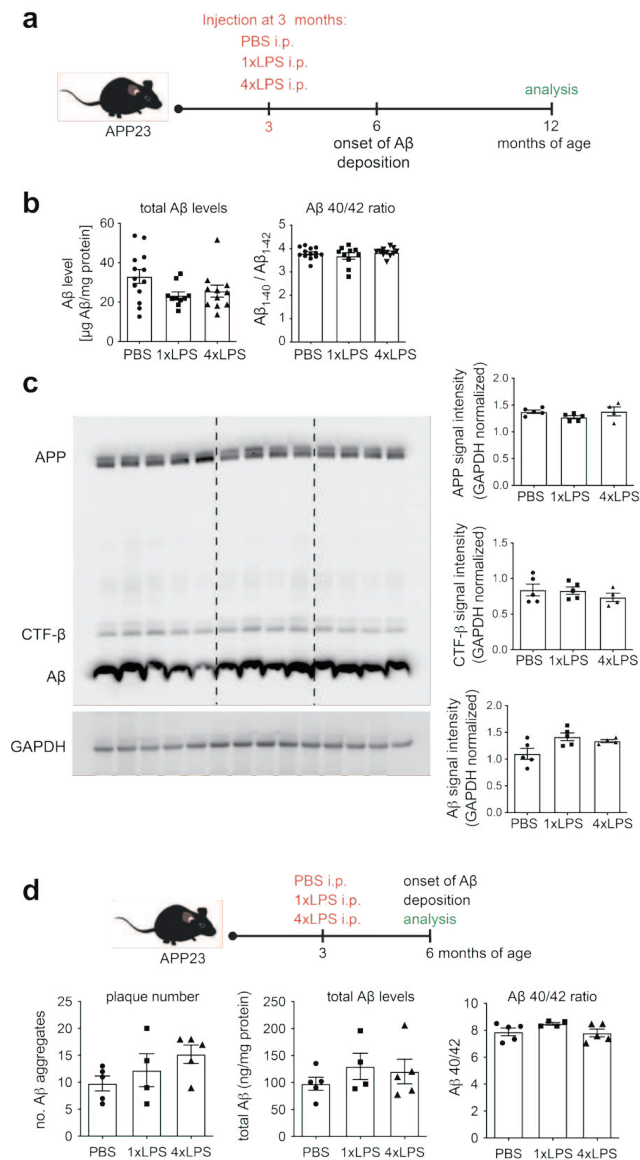 a
Injection at 3 months:
PBS i.p.
1xLPS i.p.
4xLPS i.p.
analysis
APP23
3
6
12
onset of Aβ
deposition
months of age
b
total Aβ levels
Aβ level
[µg Aβ/mg protein]
60
40
20
0
PBS 1xLPS 4xLPS
Aβ 40/42 ratio
Aβ1-40 / Aβ1-42
5
4
3
2
1
0
PBS 1xLPS 4xLPS
c
APP
CTF-β
Aβ
GAPDH
APP signal intensity
(GAPDH normalized)
2.0
1.5
1.0
0.5
0.0
PBS 1xLPS 4xLPS
CTF-β signal intensity
(GAPDH normalized)
1.5
1.0
0.5
0.0
PBS 1xLPS 4xLPS
Aβ signal intensity
(GAPDH normalized)
2.0
1.5
1.0
0.5
0.0
PBS 1xLPS 4xLPS
d
PBS i.p.
1xLPS i.p.
4xLPS i.p.
onset of Aβ
deposition
analysis
APP23
3
6
months of age
plaque number
no. Aβ aggregates
25
20
15
10
5
0
PBS 1xLPS 4xLPS
total Aβ levels
total Aβ (ng/mg protein)
250
200
150
100
50
0
PBS 1xLPS 4xLPS
Aβ 40/42 ratio
Aβ 40/42
10
8
6
4
2
0
PBS 1xLPS 4xLPS